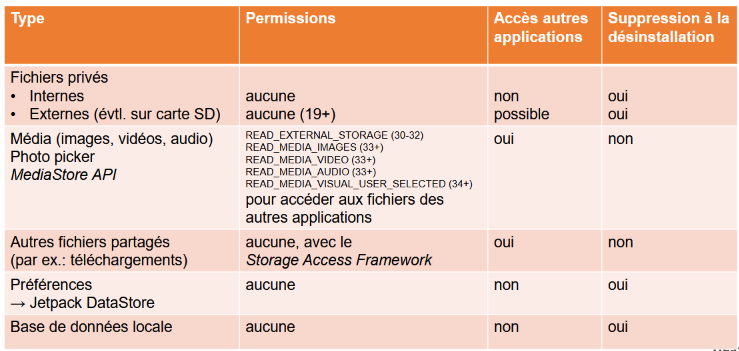 Type Permissions Accès autres applications Suppression à la désinstallation
Fichiers privés
• Internes aucune non oui
• Externes (évtl. sur carte SD) aucune (19+) possible oui
Média (images, vidéos, audio) READ_EXTERNAL_STORAGE (30-32) oui non
Photo picker READ_MEDIA_IMAGES (33+)
MediaStore API READ_MEDIA_VIDEO (33+)
READ_MEDIA_AUDIO (33+)
READ_MEDIA_VISUAL_USER_SELECTED (34+)
pour accéder aux fichiers des
autres applications
Autres fichiers partagés aucune, avec le oui non
(par ex.: téléchargements) Storage Access Framework
Préférences aucune non oui
→ Jetpack DataStore
Base de données locale aucune non oui